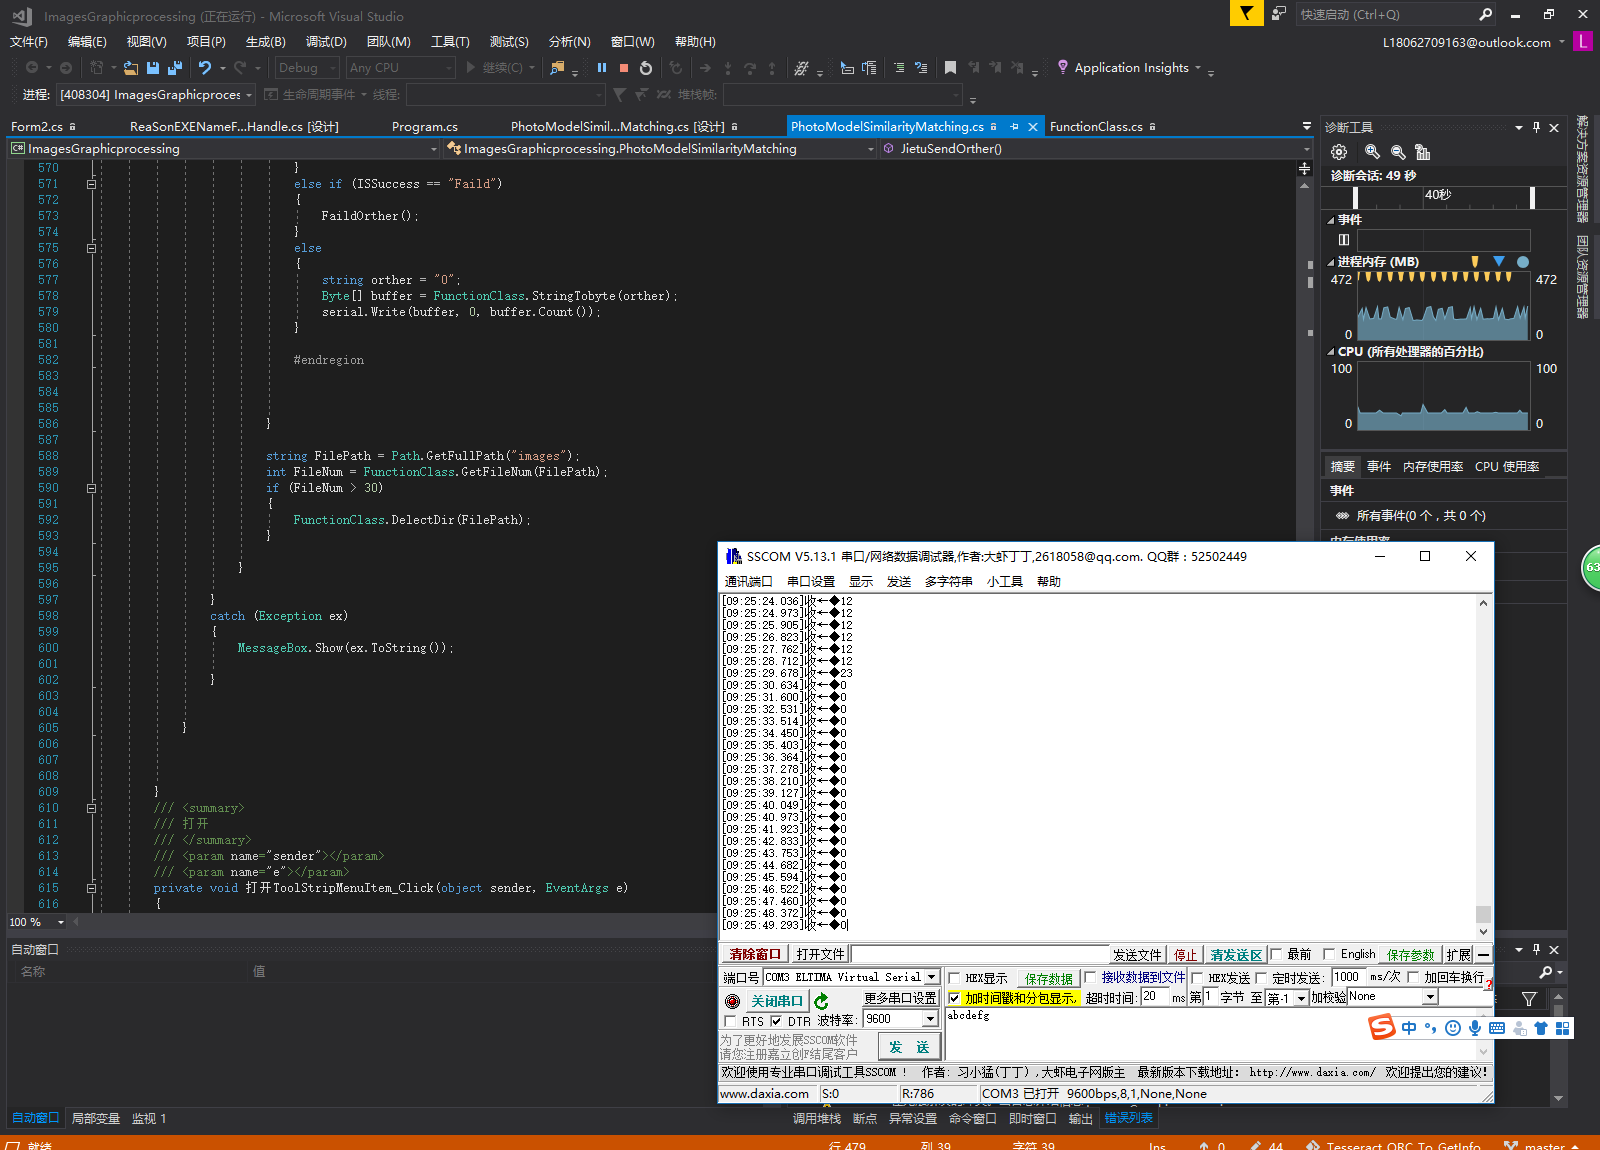 ImagesGraphicprocessing (正在运行) - Microsoft Visual Studio
快速启动 (Ctrl+Q)
文件(F) 编辑(E) 视图(V) 项目(P) 生成(B) 调试(D) 团队(M) 工具(T) 测试(S) 分析(N) 窗口(W) 帮助(H)
L18062709163@outlook.com L
Debug Any CPU 继续(C) Application Insights
进程: [408304] ImagesGraphicproces 生命周期事件 线程: 堆栈帧:
Form2.cs ReaSonEXENameF...Handle.cs [设计] Program.cs PhotoModelSimil...Matching.cs [设计] PhotoModelSimilarityMatching.cs FunctionClass.cs
ImagesGraphicprocessing ImagesGraphicprocessing.PhotoModelSimilarityMatching JietuSendOrther()
570 }
571 else if (ISSuccess == "Faild")
572 {
573 FaildOrther();
574 }
575 else
576 {
577 string orther = "0";
578 Byte[] buffer = FunctionClass.StringTobyte(orther);
579 serial.Write(buffer, 0, buffer.Count());
580 }
581
582 #endregion
583
584
585
586 }
587
588 string FilePath = Path.GetFullPath("images");
589 int FileNum = FunctionClass.GetFileNum(FilePath);
590 if (FileNum > 30)
591 {
592 FunctionClass.DelectDir(FilePath);
593 }
594
595 }
596
597 }
598 catch (Exception ex)
599 {
600 MessageBox.Show(ex.ToString());
601
602 }
603
604
605 }
606
607
608
609 }
610 /// <summary>
611 /// 打开
612 /// </summary>
613 /// <param name="sender"></param>
614 /// <param name="e"></param>
615 private void 打开ToolStripMenuItem_Click(object sender, EventArgs e)
616 {
100 %
自动窗口
名称 值
自动窗口 局部变量 监视 1
诊断工具
诊断会话: 49 秒
40秒
事件
进程内存 (MB)
472 472
0 0
CPU (所有处理器的百分比)
100 100
0 0
摘要 事件 内存使用率 CPU 使用率
事件
所有事件(0 个，共 0 个)
内存使用率
解决方案资源管理器
团队资源管理器
63
SSCOM V5.13.1 串口/网络数据调试器,作者:大虾丁丁,2618058@qq.com. QQ群：52502449
通讯端口 串口设置 显示 发送 多字符串 小工具 帮助
[09:25:24.036]收←◆12
[09:25:24.973]收←◆12
[09:25:25.905]收←◆12
[09:25:26.823]收←◆12
[09:25:27.762]收←◆12
[09:25:28.712]收←◆12
[09:25:29.678]收←◆23
[09:25:30.634]收←◆0
[09:25:31.600]收←◆0
[09:25:32.531]收←◆0
[09:25:33.514]收←◆0
[09:25:34.450]收←◆0
[09:25:35.403]收←◆0
[09:25:36.364]收←◆0
[09:25:37.278]收←◆0
[09:25:38.210]收←◆0
[09:25:39.127]收←◆0
[09:25:40.049]收←◆0
[09:25:40.973]收←◆0
[09:25:41.923]收←◆0
[09:25:42.833]收←◆0
[09:25:43.753]收←◆0
[09:25:44.682]收←◆0
[09:25:45.594]收←◆0
[09:25:46.522]收←◆0
[09:25:47.460]收←◆0
[09:25:48.372]收←◆0
[09:25:49.293]收←◆0
清除窗口 打开文件 发送文件 停止 清发送区 最前 English 保存参数 扩展 —
端口号 COM3 ELTIMA Virtual Serial HEX显示 保存数据 接收数据到文件 HEX发送 定时发送: 1000 ms/次 加回车换行
关闭串口 更多串口设置 加时间戳和分包显示, 超时时间: 20 ms 第 1 字节 至 第-1 加校验 None
RTS DTR 波特率: 9600 abcdefg
为了更好地发展SSCOM软件
请您注册嘉立创F结尾客户
发 送
中
欢迎使用专业串口调试工具SSCOM ! 作者: 习小猛(丁丁),大虾电子网版主 最新版本下载地址: http://www.daxia.com/ 欢迎提出您的建议!
www.daxia.com S:0 R:786 COM3 已打开 9600bps,8,1,None,None
调用堆栈 断点 异常设置 命令窗口 即时窗口 输出 错误列表
就绪 行 479 列 39 字符 39 Ins 0 44 Tesseract_ORC_To_GetInfo master